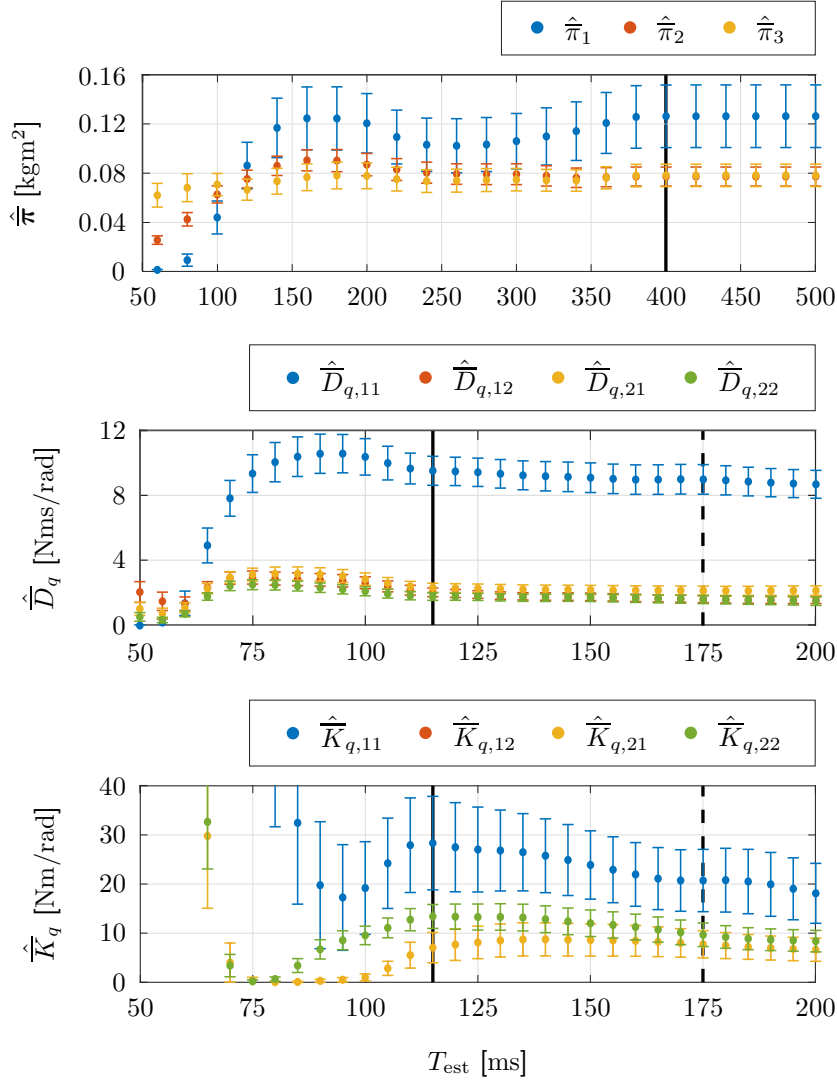 π̂̅₁ π̂̅₂ π̂̅₃
0.16
0.12
0.08
0.04
0
π̂̅ [kgm²]
50 100 150 200 250 300 350 400 450 500
D̂̅q,11 D̂̅q,12 D̂̅q,21 D̂̅q,22
12
8
4
0
D̂̅q [Nms/rad]
50 75 100 125 150 175 200
K̂̅q,11 K̂̅q,12 K̂̅q,21 K̂̅q,22
40
30
20
10
0
K̂̅q [Nm/rad]
50 75 100 125 150 175 200
Test [ms]